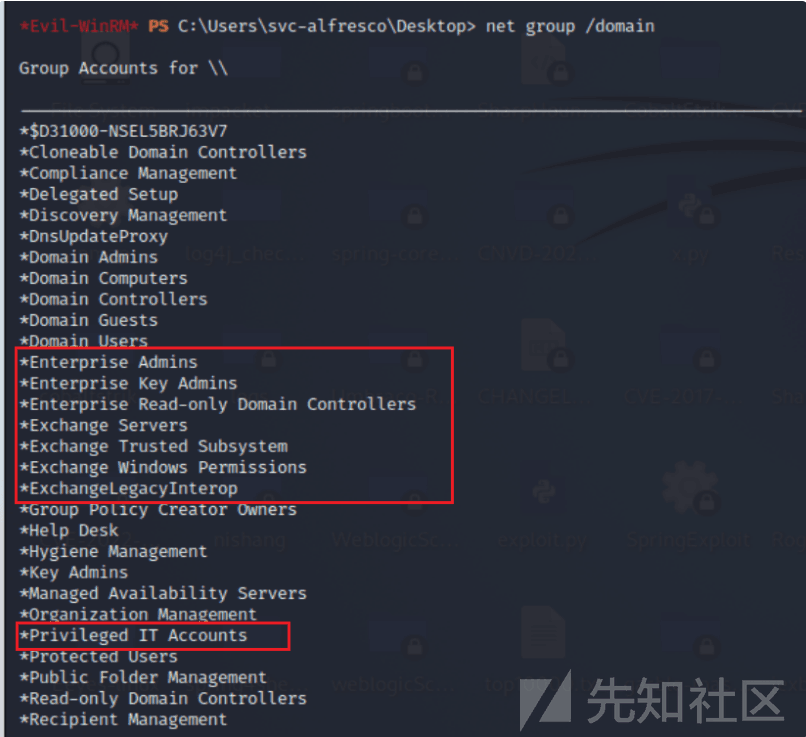 *Evil-WinRM* PS C:\Users\svc-alfresco\Desktop> net group /domain
Group Accounts for \\
*$D31000-NSEL5BRJ63V7
*Cloneable Domain Controllers
*Compliance Management
*Delegated Setup
*Discovery Management
*DnsUpdateProxy
*Domain Admins
*Domain Computers
*Domain Controllers
*Domain Guests
*Domain Users
*Enterprise Admins
*Enterprise Key Admins
*Enterprise Read-only Domain Controllers
*Exchange Servers
*Exchange Trusted Subsystem
*Exchange Windows Permissions
*ExchangeLegacyInterop
*Group Policy Creator Owners
*Help Desk
*Hygiene Management
*Key Admins
*Managed Availability Servers
*Organization Management
*Privileged IT Accounts
*Protected Users
*Public Folder Management
*Read-only Domain Controllers
*Recipient Management
先知社区